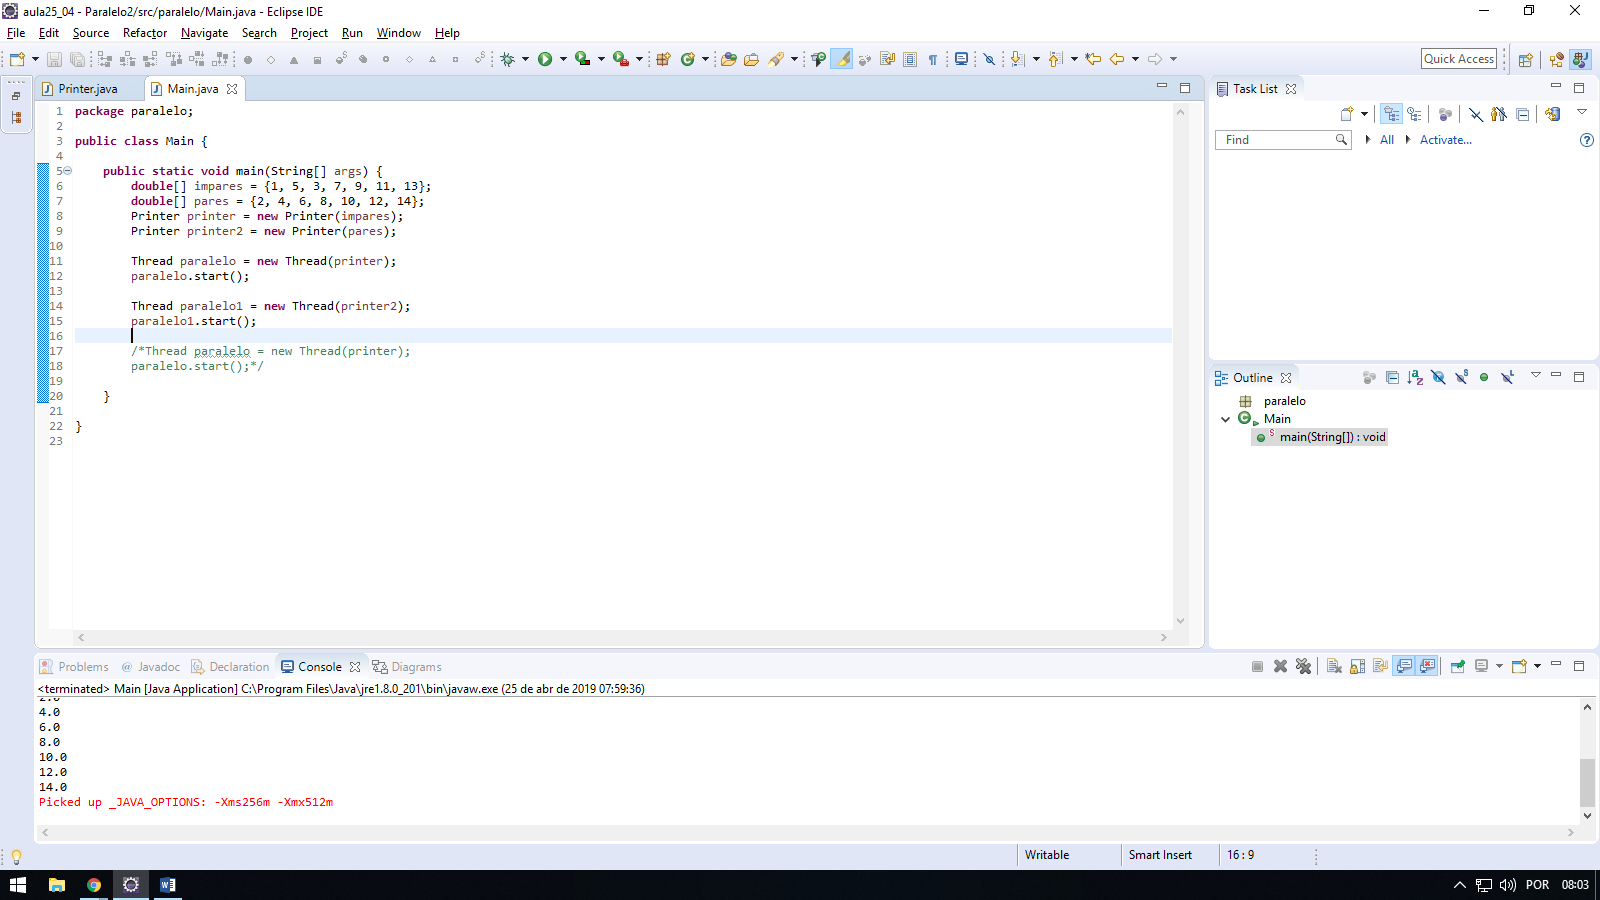 aula25_04 - Paralelo2/src/paralelo/Main.java - Eclipse IDE
File Edit Source Refactor Navigate Search Project Run Window Help
Quick Access
Printer.java Main.java
1 package paralelo;
2
3 public class Main {
4
5 public static void main(String[] args) {
6 double[] impares = {1, 5, 3, 7, 9, 11, 13};
7 double[] pares = {2, 4, 6, 8, 10, 12, 14};
8 Printer printer = new Printer(impares);
9 Printer printer2 = new Printer(pares);
10
11 Thread paralelo = new Thread(printer);
12 paralelo.start();
13
14 Thread paralelo1 = new Thread(printer2);
15 paralelo1.start();
16
17 /*Thread paralelo = new Thread(printer);
18 paralelo.start();*/
19
20 }
21
22 }
23
Task List
Find All Activate...
Outline
paralelo
Main
main(String[]) : void
Problems Javadoc Declaration Console Diagrams
<terminated> Main [Java Application] C:\Program Files\Java\jre1.8.0_201\bin\javaw.exe (25 de abr de 2019 07:59:36)
2.0
4.0
6.0
8.0
10.0
12.0
14.0
Picked up _JAVA_OPTIONS: -Xms256m -Xmx512m
Writable Smart Insert 16 : 9
POR 08:03